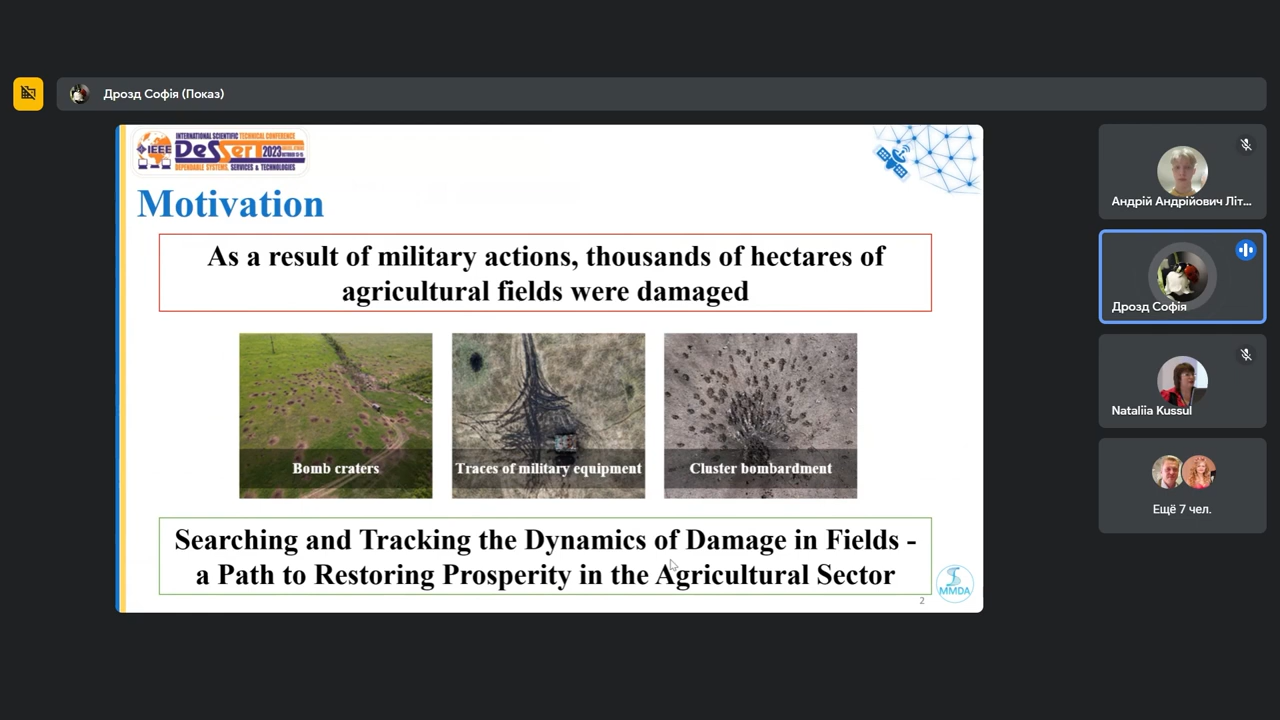 Дрозд Софія (Показ)
INTERNATIONAL SCIENTIFIC TECHNICAL CONFERENCE
IEEE
DeSSerT 2023
DEPENDABLE SYSTEMS, SERVICES & TECHNOLOGIES
Motivation
As a result of military actions, thousands of hectares of
agricultural fields were damaged
Bomb craters
Traces of military equipment
Cluster bombardment
Searching and Tracking the Dynamics of Damage in Fields -
a Path to Restoring Prosperity in the Agricultural Sector
MMDA
2
Андрій Андрійович Літ...
Дрозд Софія
Nataliia Kussul
Ещё 7 чел.